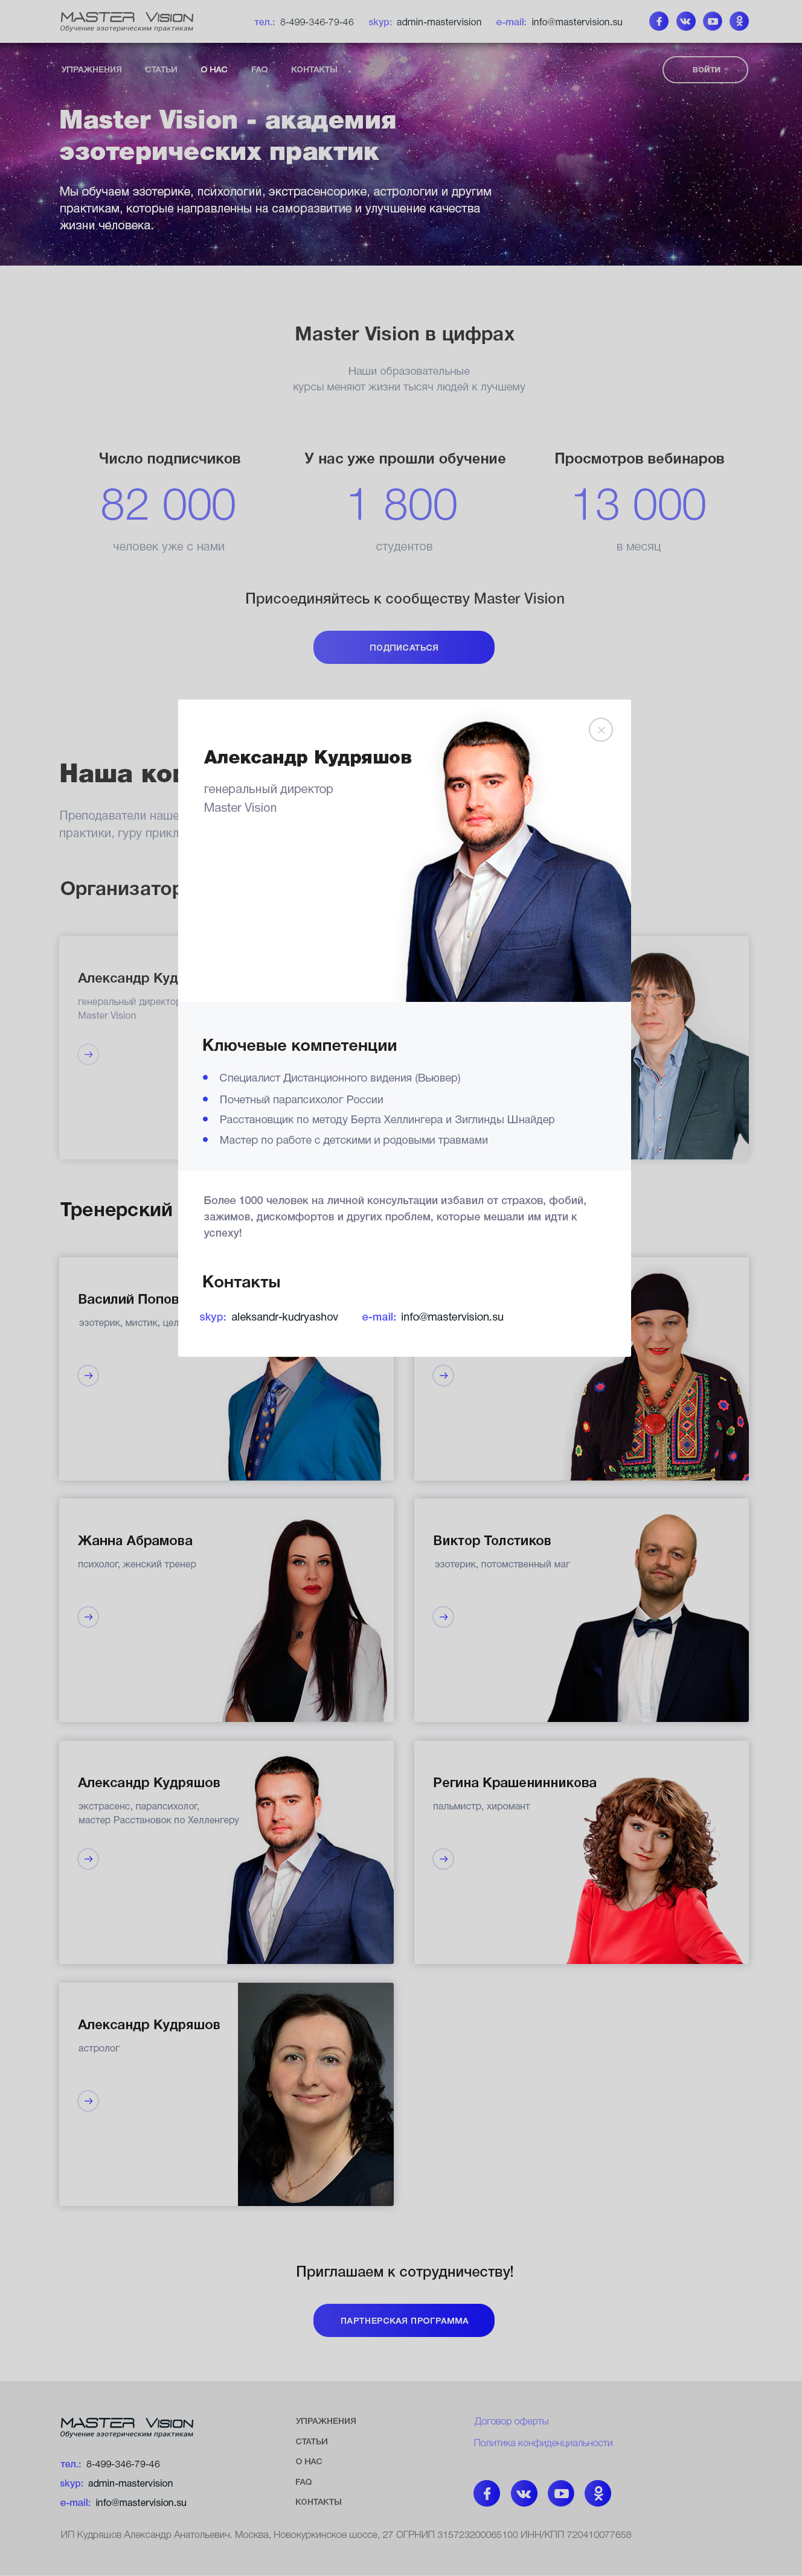 MASTER VISION
Обучение эзотерическим практикам
тел.: 8-499-346-79-46 skyp: admin-mastervision e-mail: info@mastervision.su
УПРАЖНЕНИЯ СТАТЬИ О НАС FAQ КОНТАКТЫ
ВОЙТИ
Master Vision - академия
эзотерических практик
Мы обучаем эзотерике, психологии, экстрасенсорике, астрологии и другим
практикам, которые направленны на саморазвитие и улучшение качества
жизни человека.
Master Vision в цифрах
Наши образовательные
курсы меняют жизни тысяч людей к лучшему
Число подписчиков
82 000
человек уже с нами
У нас уже прошли обучение
1 800
студентов
Просмотров вебинаров
13 000
в месяц
Присоединяйтесь к сообществу Master Vision
ПОДПИСАТЬСЯ
Наша ко
Преподаватели наше
практики, гуру прикл
Организатор
Александр Куд
генеральный директор
Master Vision
Александр Кудряшов
генеральный директор
Master Vision
Ключевые компетенции
Специалист Дистанционного видения (Вьювер)
Почетный парапсихолог России
Расстановщик по методу Берта Хеллингера и Зиглинды Шнайдер
Мастер по работе с детскими и родовыми травмами
Более 1000 человек на личной консультации избавил от страхов, фобий,
зажимов, дискомфортов и других проблем, которые мешали им идти к
успеху!
Контакты
skyp: aleksandr-kudryashov e-mail: info@mastervision.su
Тренерский
Василий Попов
эзотерик, мистик, цел
Жанна Абрамова
психолог, женский тренер
Виктор Толстиков
эзотерик, потомственный маг
Александр Кудряшов
экстрасенс, парапсихолог,
мастер Расстановок по Хелленгеру
Регина Крашенинникова
пальмистр, хиромант
Александр Кудряшов
астролог
Приглашаем к сотрудничеству!
ПАРТНЕРСКАЯ ПРОГРАММА
MASTER VISION
Обучение эзотерическим практикам
тел.: 8-499-346-79-46
skyp: admin-mastervision
e-mail: info@mastervision.su
УПРАЖНЕНИЯ
СТАТЬИ
О НАС
FAQ
КОНТАКТЫ
Договор оферты
Политика конфиденциальности
ИП Кудряшов Александр Анатольевич. Москва, Новокуркинское шоссе, 27 ОГРНИП 315723200065100 ИНН/КПП 720410077658